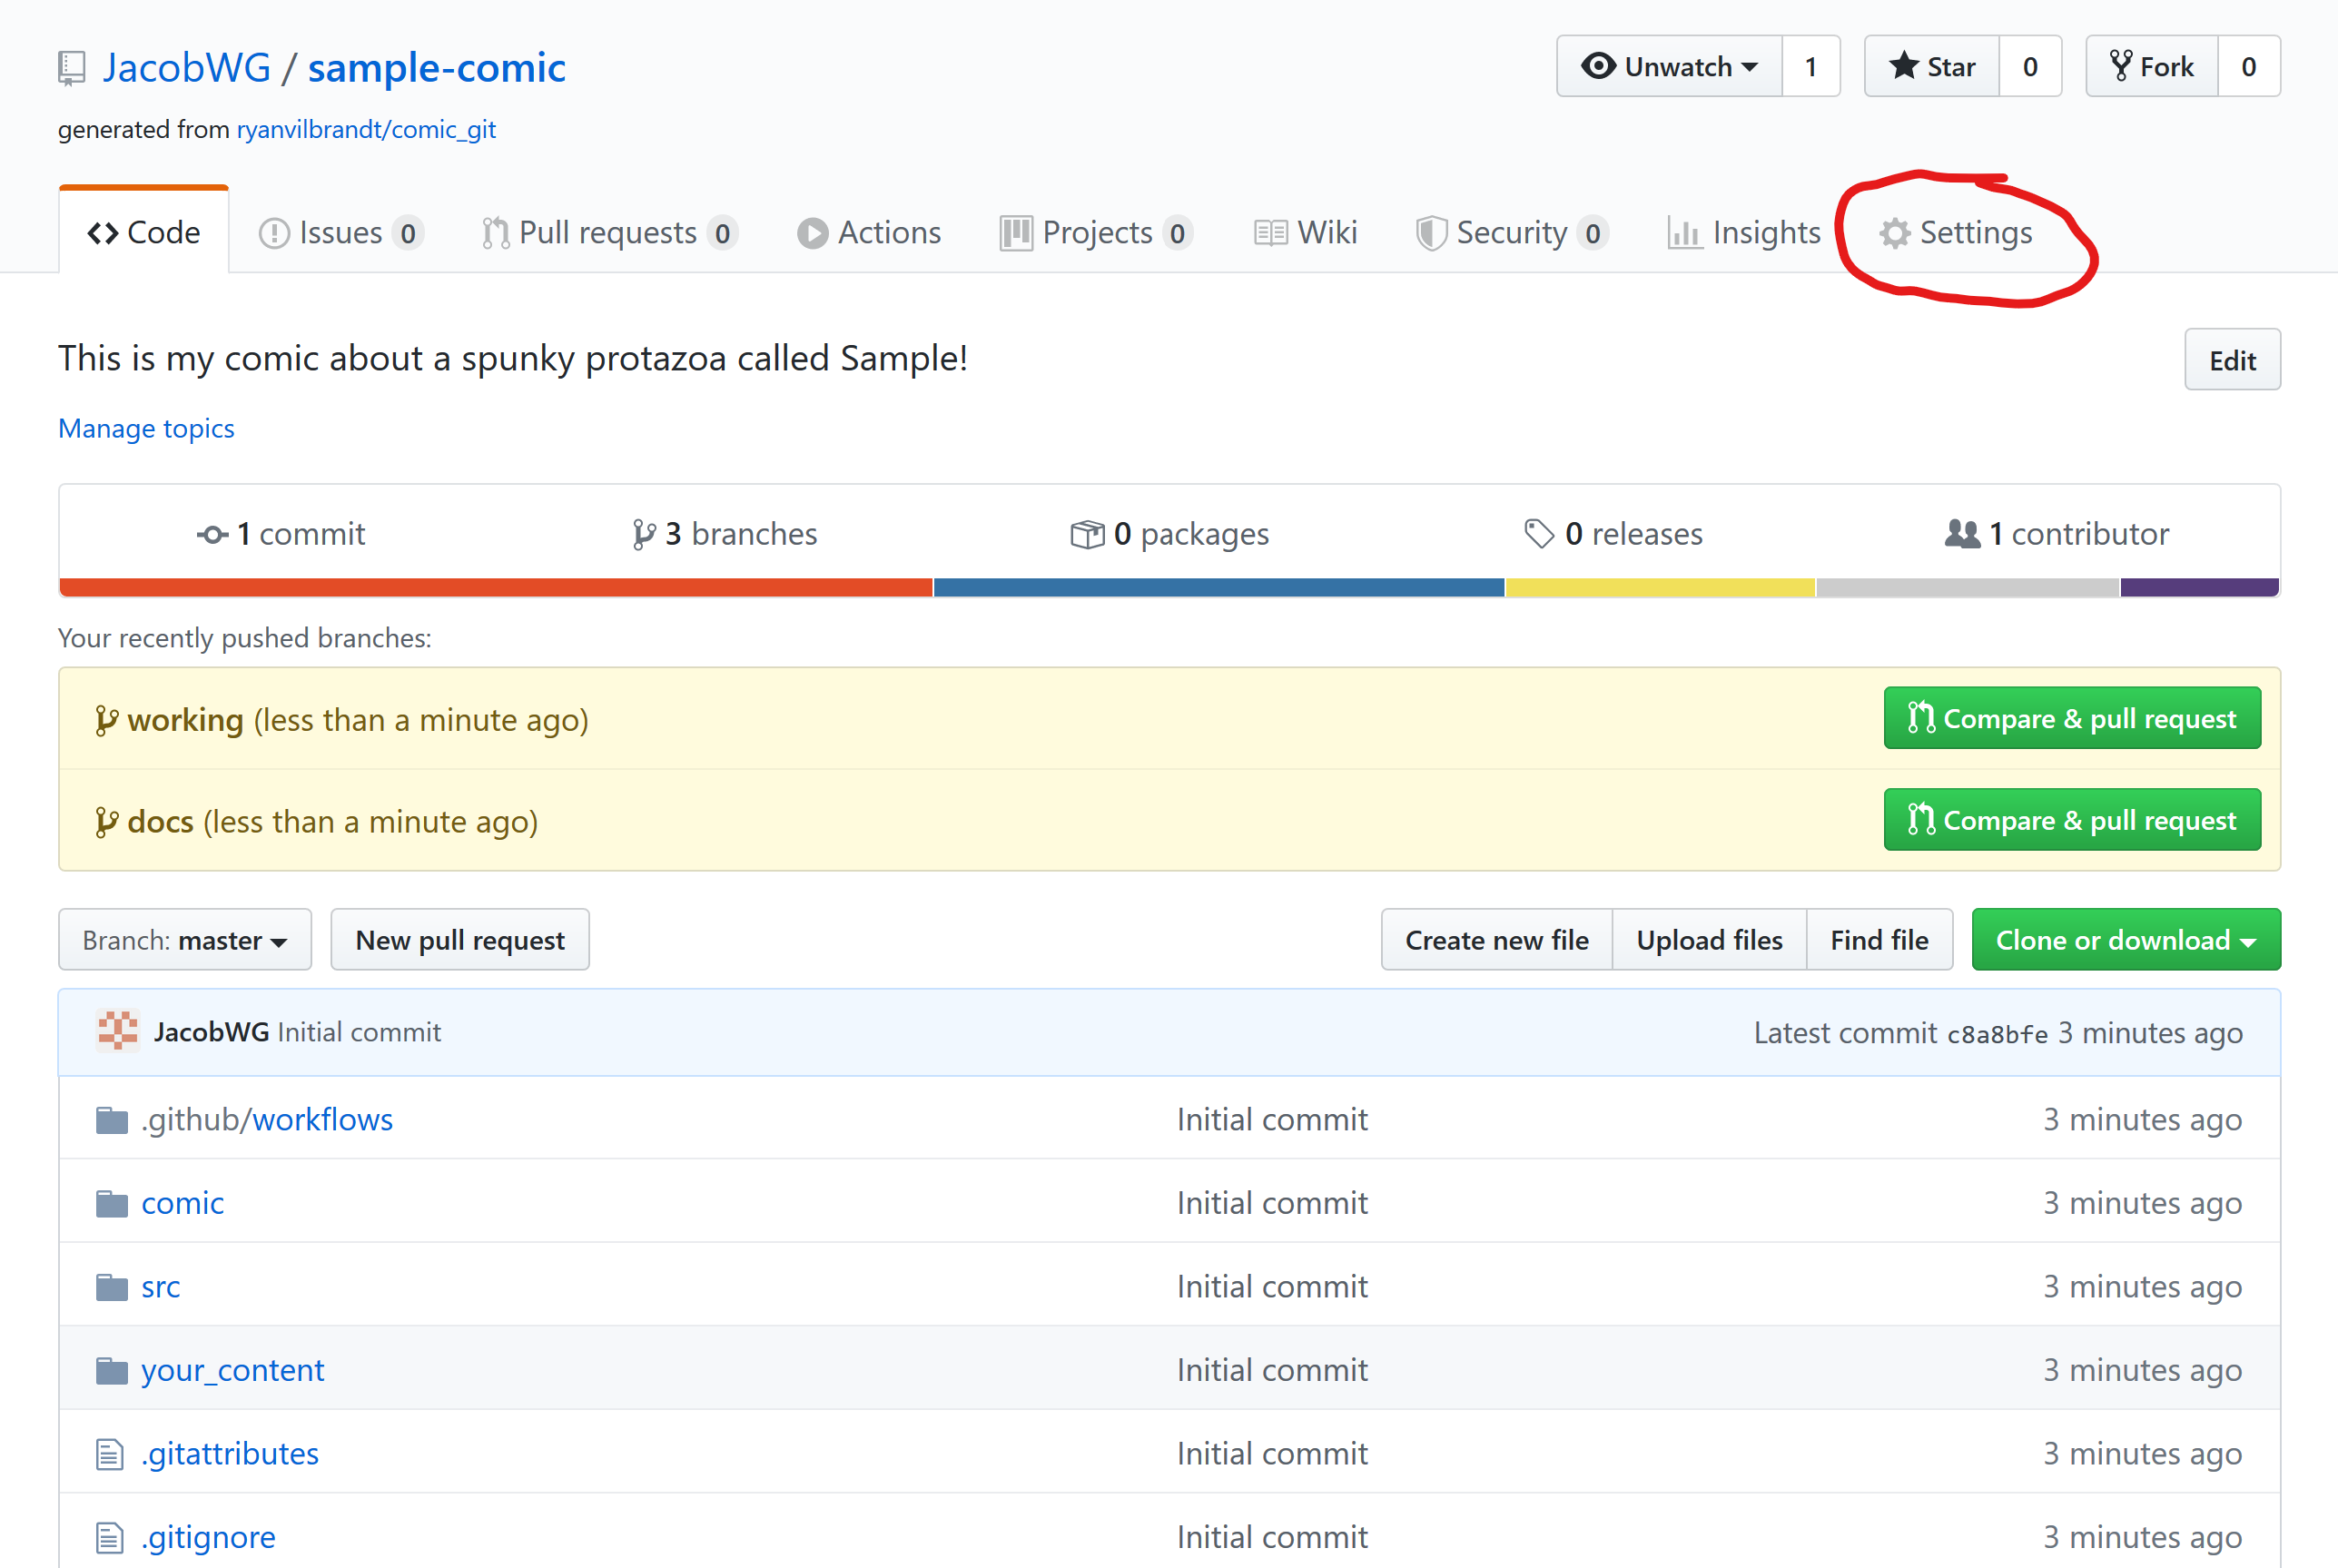 JacobWG / sample-comic
Unwatch 1 Star 0 Fork 0
generated from ryanvilbrandt/comic_git
Code Issues 0 Pull requests 0 Actions Projects 0 Wiki Security 0 Insights Settings
This is my comic about a spunky protazoa called Sample!
Edit
Manage topics
1 commit 3 branches 0 packages 0 releases 1 contributor
Your recently pushed branches:
working (less than a minute ago) Compare & pull request
docs (less than a minute ago) Compare & pull request
Branch: master New pull request Create new file Upload files Find file Clone or download
JacobWG Initial commit Latest commit c8a8bfe 3 minutes ago
.github/workflows Initial commit 3 minutes ago
comic Initial commit 3 minutes ago
src Initial commit 3 minutes ago
your_content Initial commit 3 minutes ago
.gitattributes Initial commit 3 minutes ago
.gitignore Initial commit 3 minutes ago